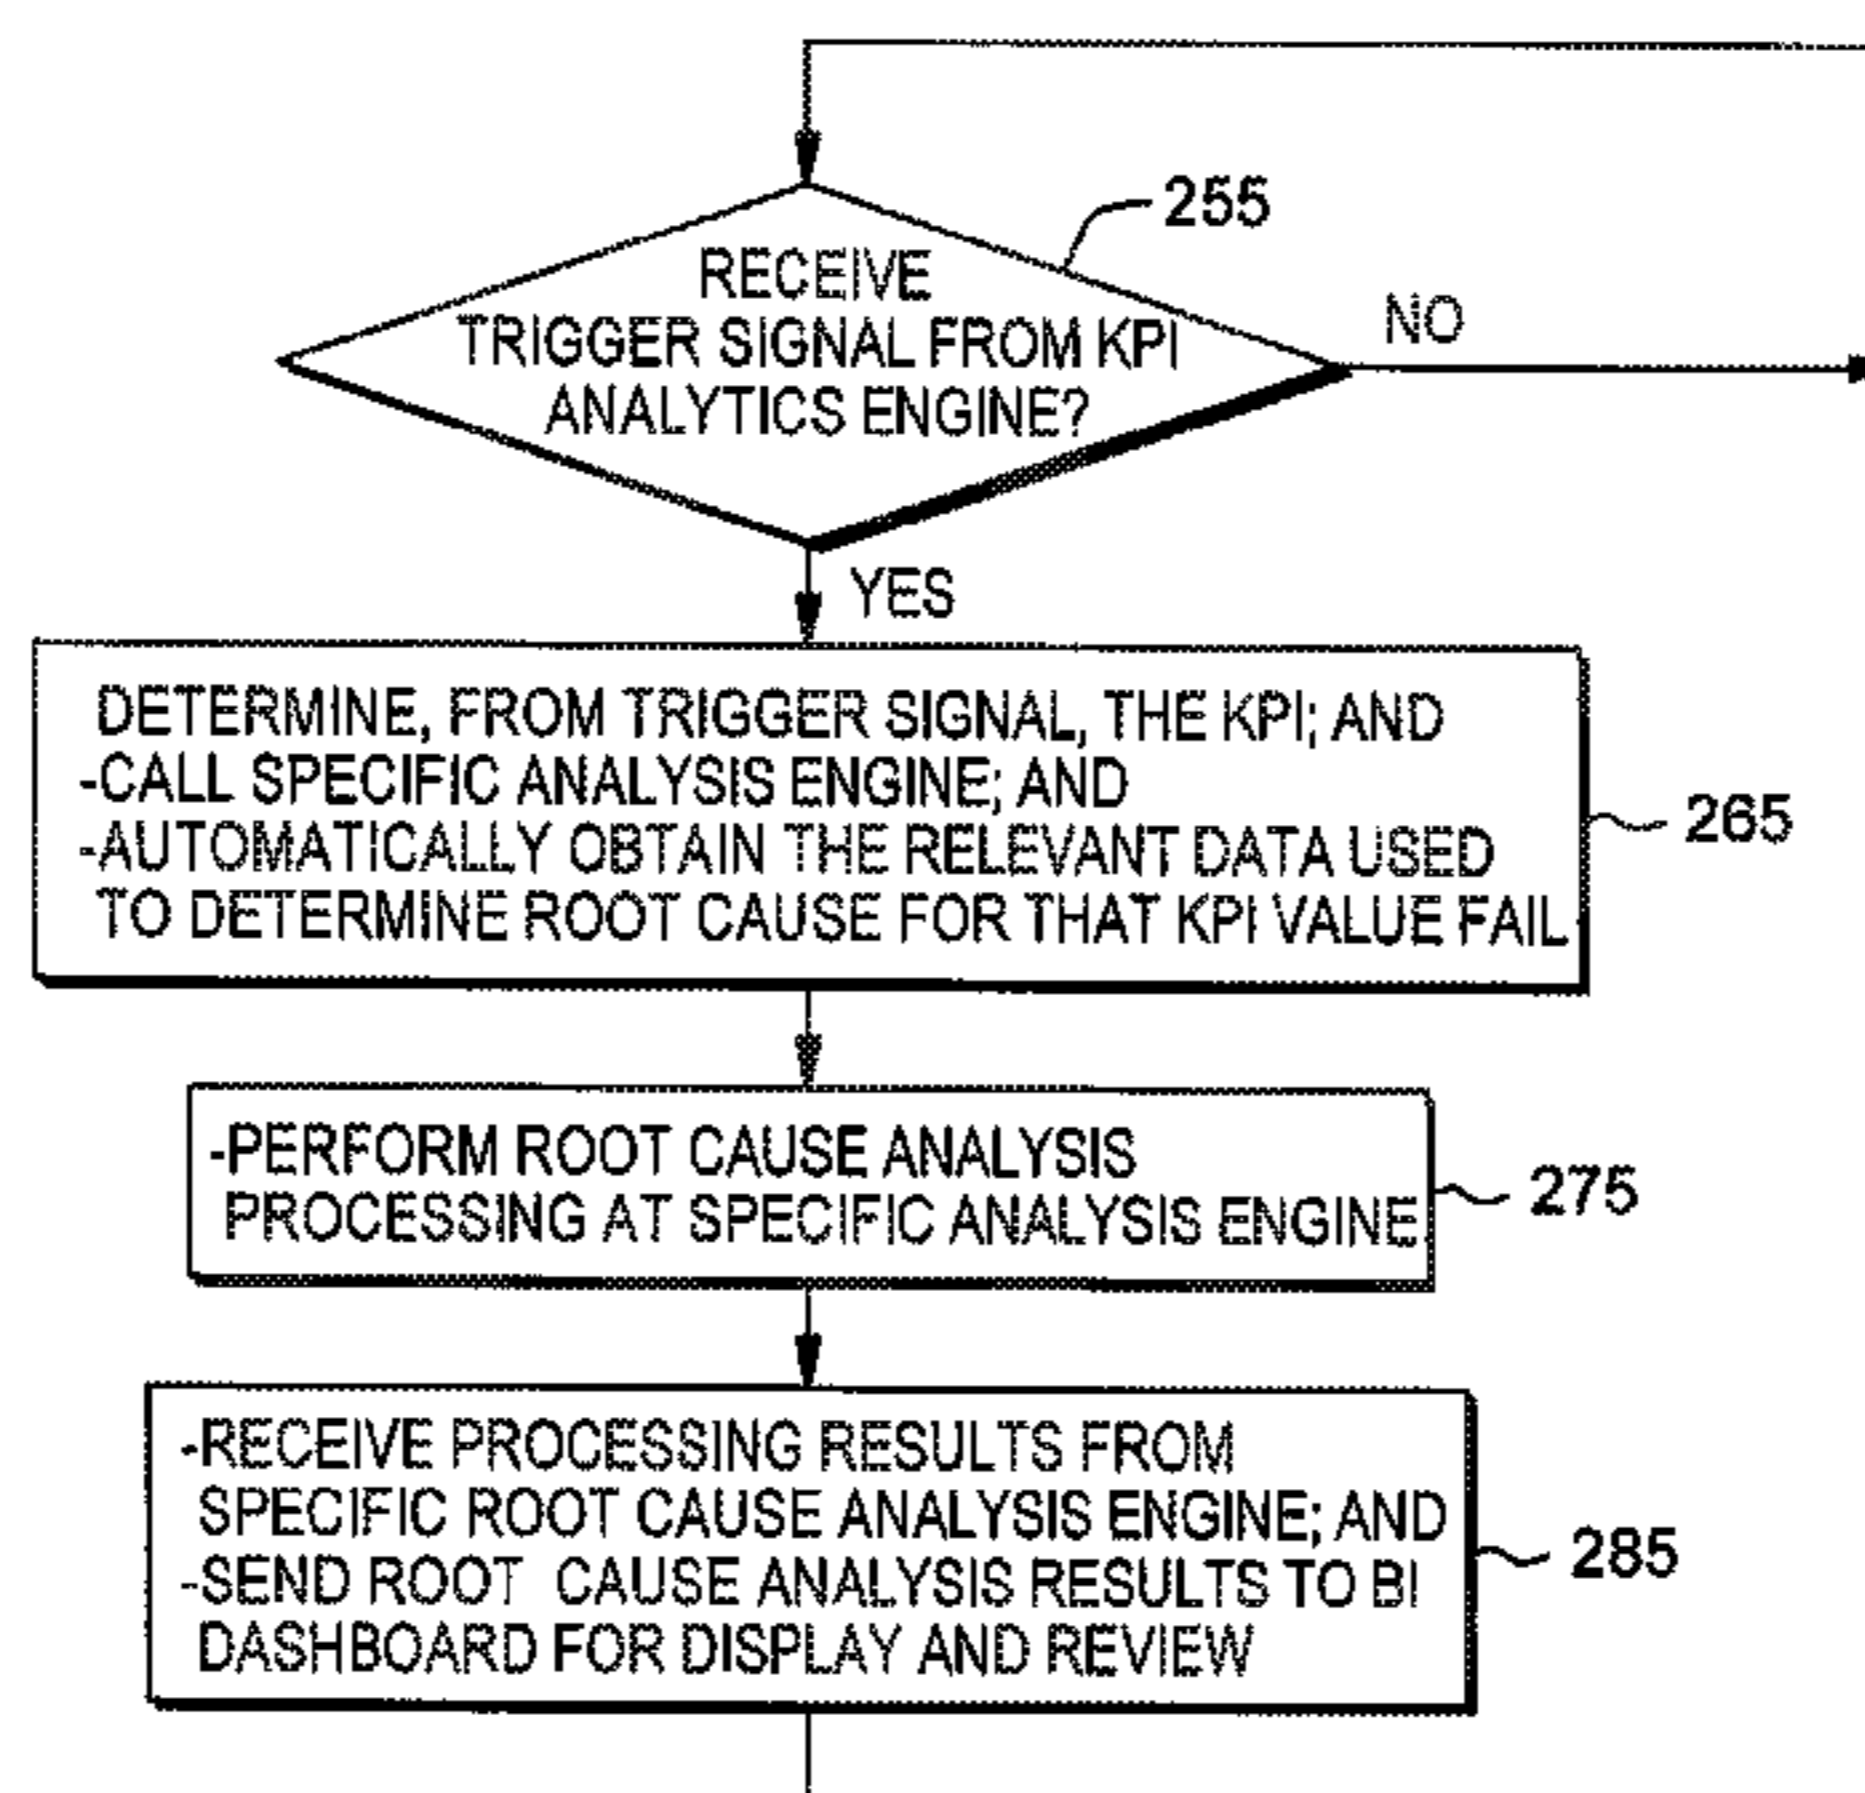 255
RECEIVE
TRIGGER SIGNAL FROM KPI
ANALYTICS ENGINE?
NO
YES
DETERMINE, FROM TRIGGER SIGNAL, THE KPI; AND
-CALL SPECIFIC ANALYSIS ENGINE; AND
-AUTOMATICALLY OBTAIN THE RELEVANT DATA USED
TO DETERMINE ROOT CAUSE FOR THAT KPI VALUE FAIL
265
-PERFORM ROOT CAUSE ANALYSIS
PROCESSING AT SPECIFIC ANALYSIS ENGINE
275
-RECEIVE PROCESSING RESULTS FROM
SPECIFIC ROOT CAUSE ANALYSIS ENGINE; AND
-SEND ROOT CAUSE ANALYSIS RESULTS TO BI
DASHBOARD FOR DISPLAY AND REVIEW
285